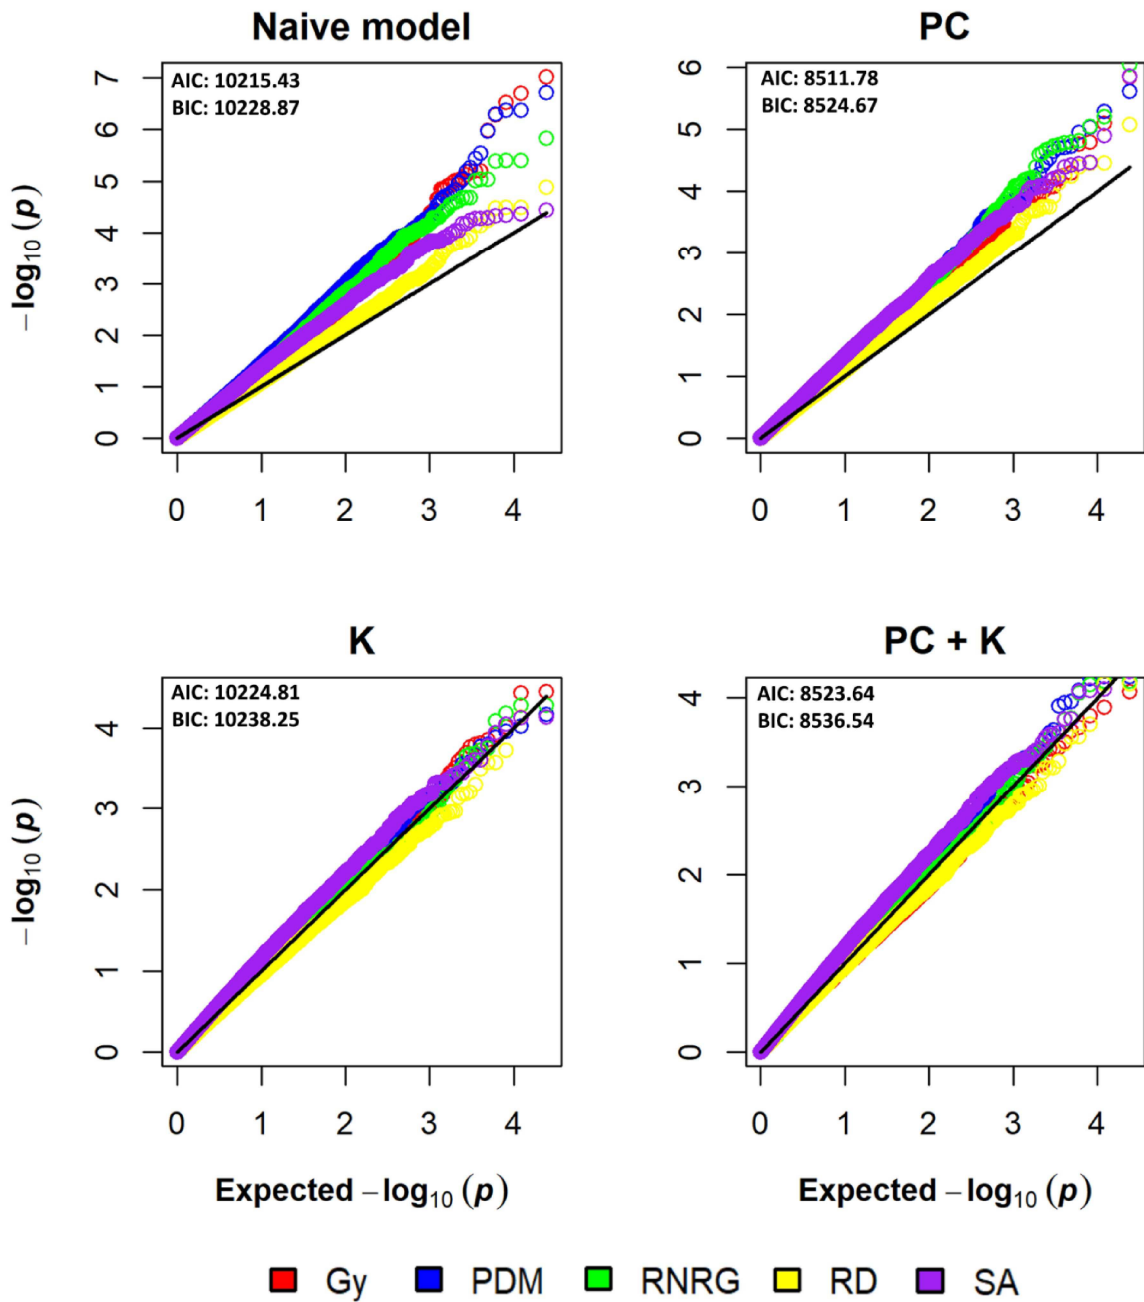 Naive model
PC
AIC: 10215.43
BIC: 10228.87
AIC: 8511.78
BIC: 8524.67
−log₁₀ (p)
7
6
5
4
3
2
1
0
6
5
4
3
2
1
0
0 1 2 3 4
0 1 2 3 4
K
PC + K
AIC: 10224.81
BIC: 10238.25
AIC: 8523.64
BIC: 8536.54
−log₁₀ (p)
4
3
2
1
0
4
3
2
1
0
0 1 2 3 4
0 1 2 3 4
Expected −log₁₀ (p)
Expected −log₁₀ (p)
Gy PDM RNRG RD SA